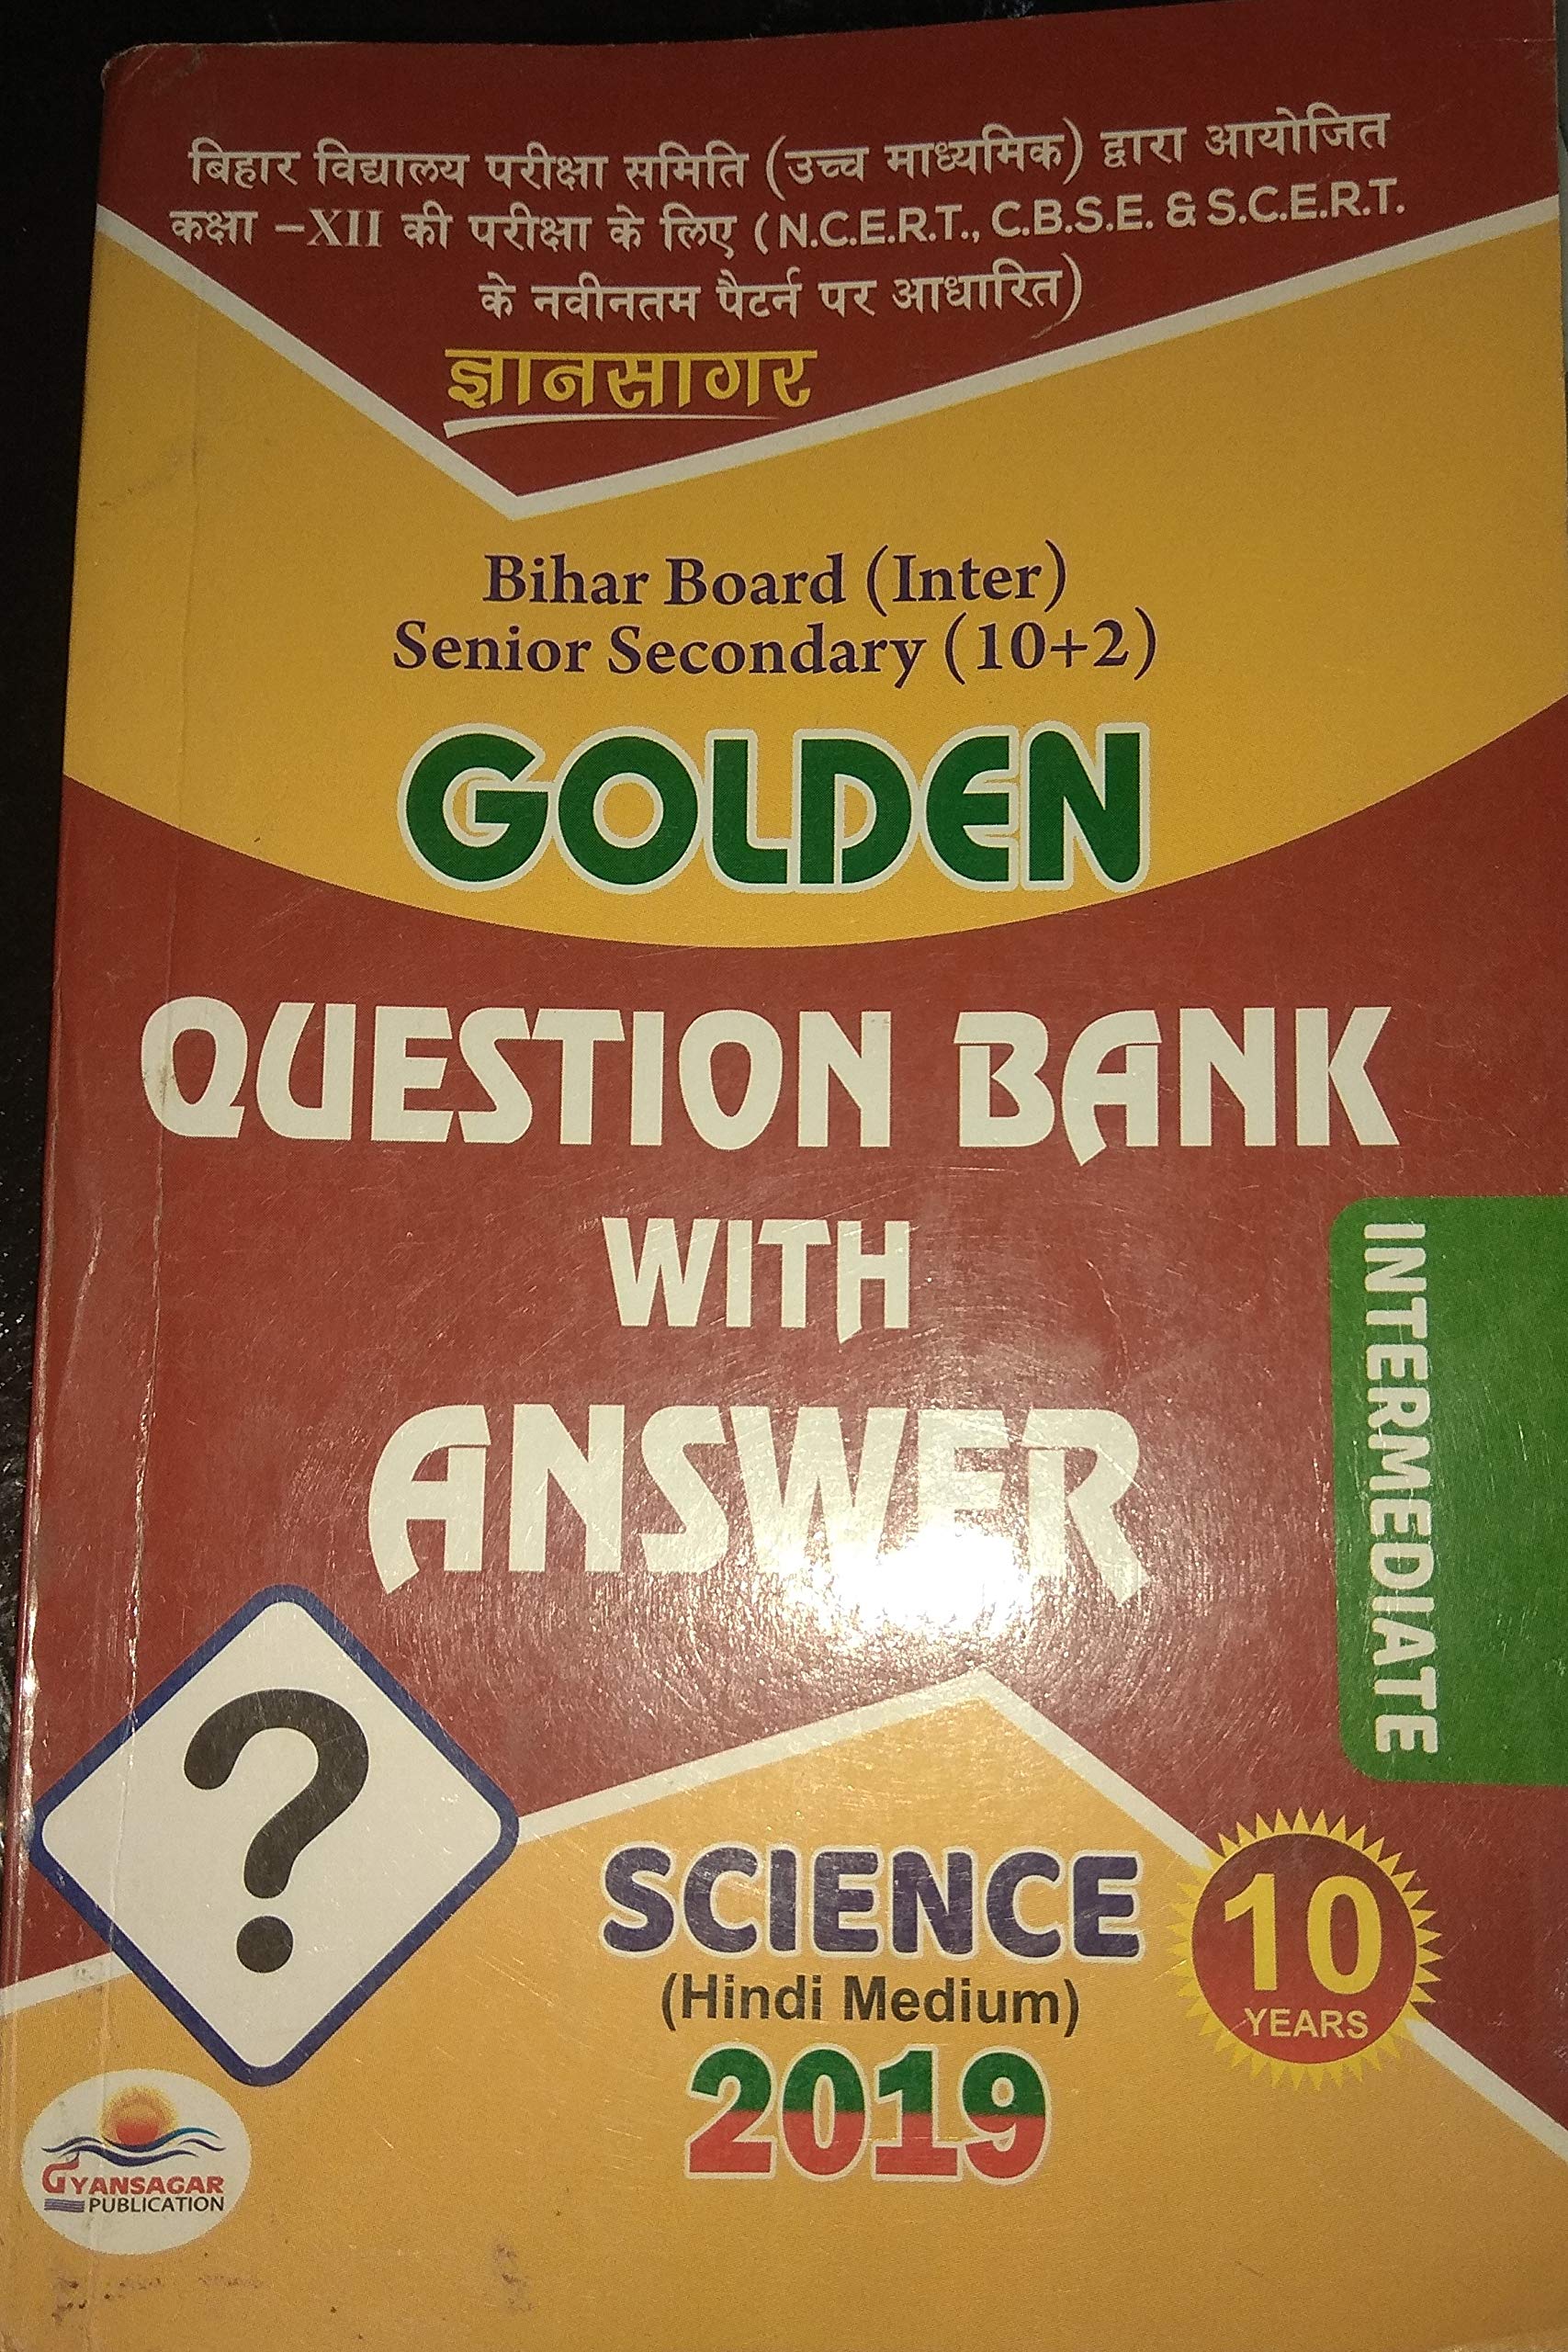 बिहार विद्यालय परीक्षा समिति (उच्च माध्यमिक) द्वारा आयोजित
कक्षा –XII की परीक्षा के लिए (N.C.E.R.T., C.B.S.E. & S.C.E.R.T.
के नवीनतम पैटर्न पर आधारित)
ज्ञानसागर
Bihar Board (Inter)
Senior Secondary (10+2)
GOLDEN
QUESTION BANK
WITH
ANSWER
INTERMEDIATE
?
SCIENCE
(Hindi Medium)
2019
10
YEARS
GYANSAGAR
PUBLICATION